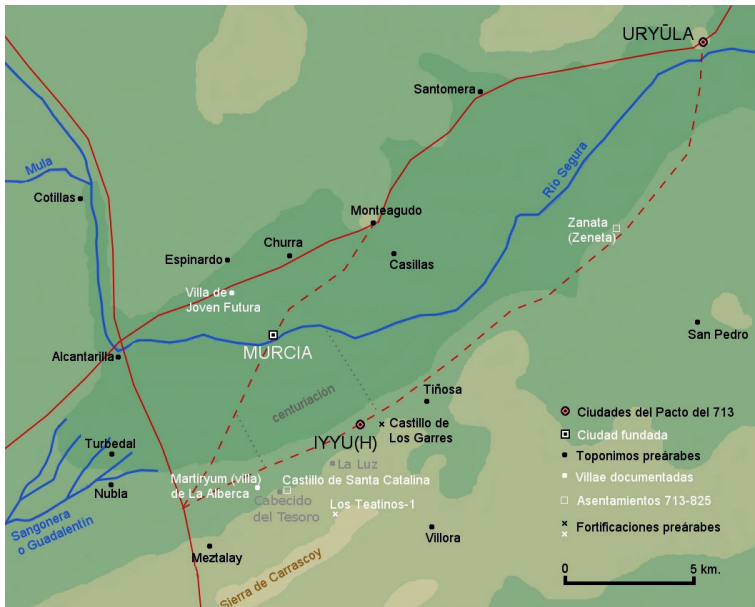 URYŪLA
Santomera
Mula
Cotillas
Río Segura
Monteagudo
Zanata
(Zeneta)
Churra
Espinardo
Casillas
Villa de
Joven Futura
San Pedro
MURCIA
Alcantarilla
centuriación
Tiñosa
Castillo de
Los Garres
IYYU(H)
Turbedal
La Luz
Martiryum (villa)
de La Alberca
Castillo de Santa Catalina
Nubla
Cabecido
del Tesoro
Los Teatinos-1
Sangonera
o Guadalentín
Villora
Meztalay
Sierra de Carrascoy
Ciudades del Pacto del 713
Ciudad fundada
Toponimos preárabes
Villae documentadas
Asentamientos 713-825
Fortificaciones preárabes
0 5 km.